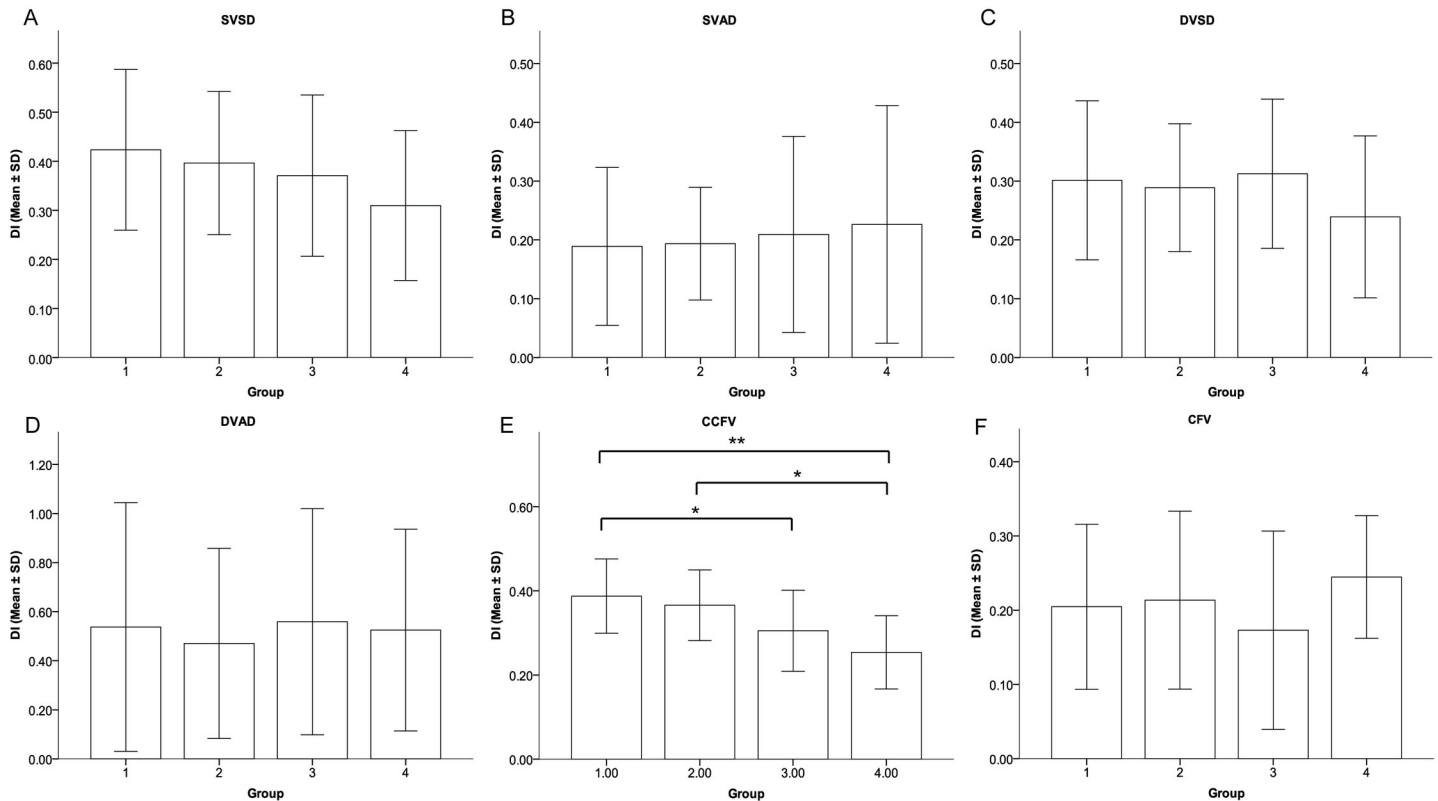 A
SVSD
DI (Mean ± SD)
0.60
0.50
0.40
0.30
0.20
0.10
0.00
1 2 3 4
Group
B
SVAD
DI (Mean ± SD)
0.50
0.40
0.30
0.20
0.10
0.00
1 2 3 4
Group
C
DVSD
DI (Mean ± SD)
0.50
0.40
0.30
0.20
0.10
0.00
1 2 3 4
Group
D
DVAD
DI (Mean ± SD)
1.20
1.00
0.80
0.60
0.40
0.20
0.00
1 2 3 4
Group
E
CCFV
**
*
*
DI (Mean ± SD)
0.60
0.40
0.20
0.00
1.00 2.00 3.00 4.00
Group
F
CFV
DI (Mean ± SD)
0.40
0.30
0.20
0.10
0.00
1 2 3 4
Group